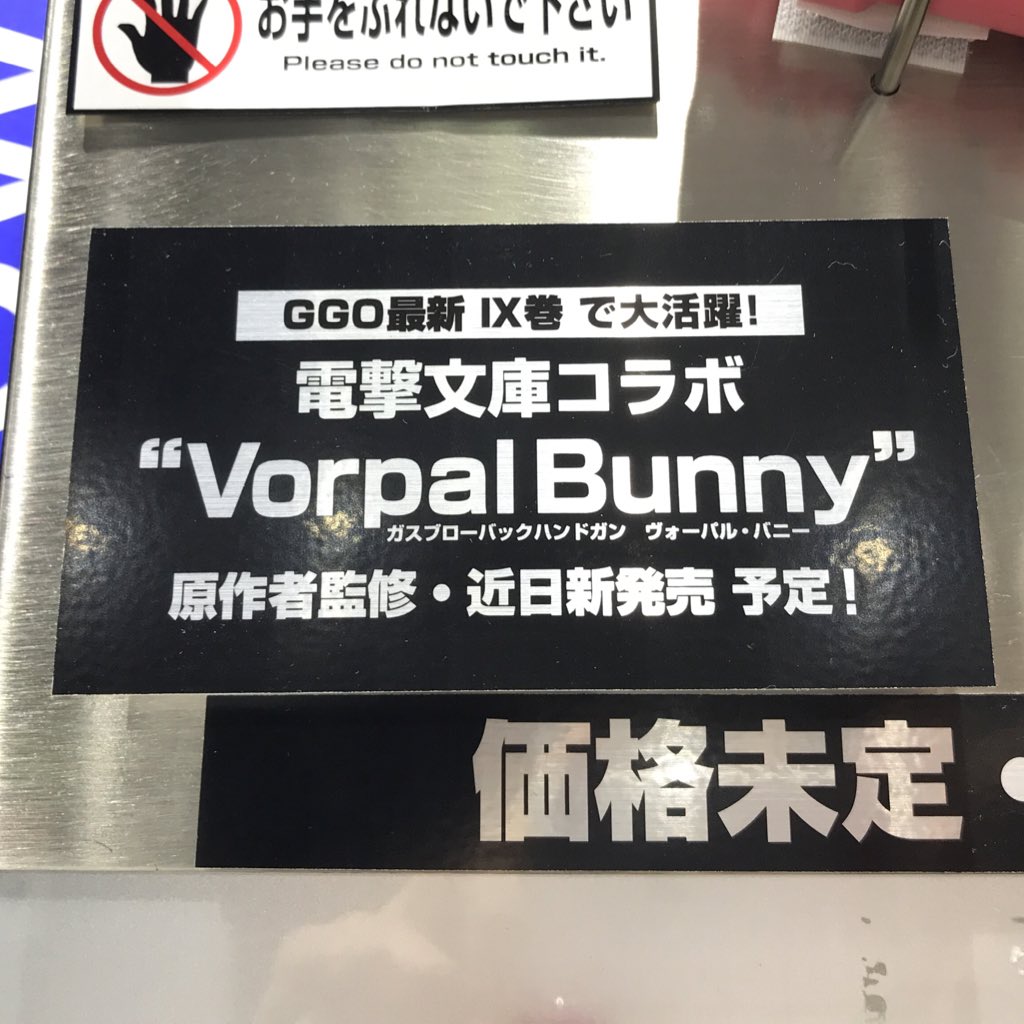 お手をふれないで下さい
Please do not touch it.
GGO最新 IX巻 で大活躍!
電撃文庫コラボ
“Vorpal Bunny”
ガスブローバックハンドガン ヴォーパル・バニー
原作者監修・近日新発売 予定!
価格未定・